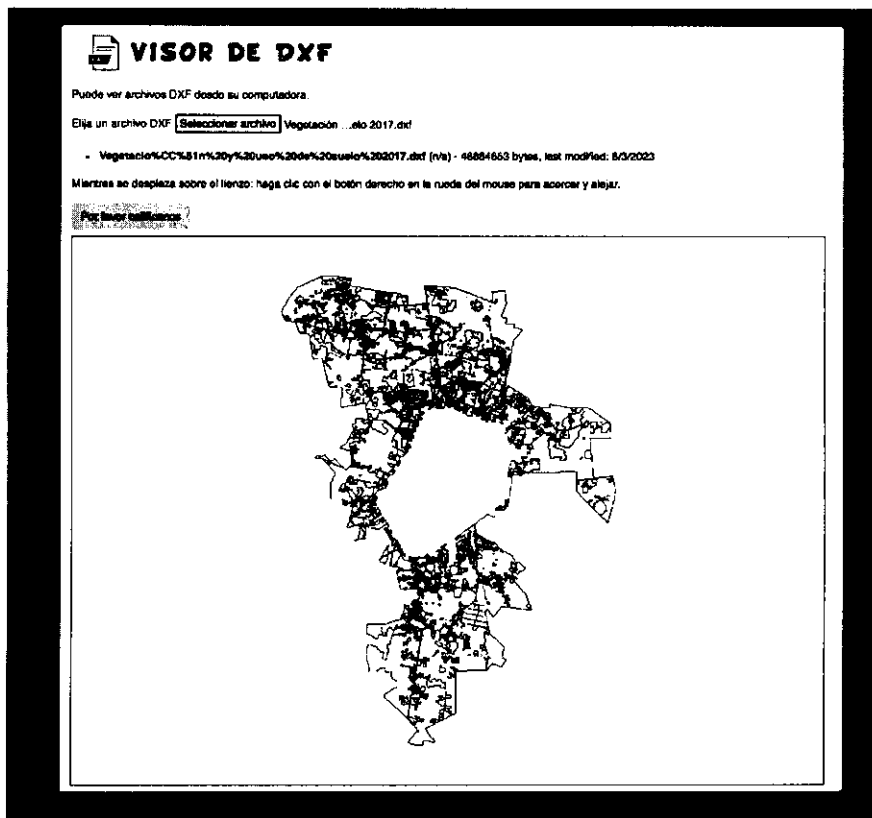 VISOR DE DXF
Puede ver archivos DXF desde su computadora.
Elija un archivo DXF Seleccionar archivo Vegetación ...elo 2017.dxf
• Vegetacio%CC%81n%20y%20uso%20de%20suelo%202017.dxf (n/a) - 46884653 bytes, last modified: 8/3/2023
Mientras se desplaza sobre el lienzo: haga clic con el botón derecho en la rueda del mouse para acercar y alejar.
Por favor calificanos